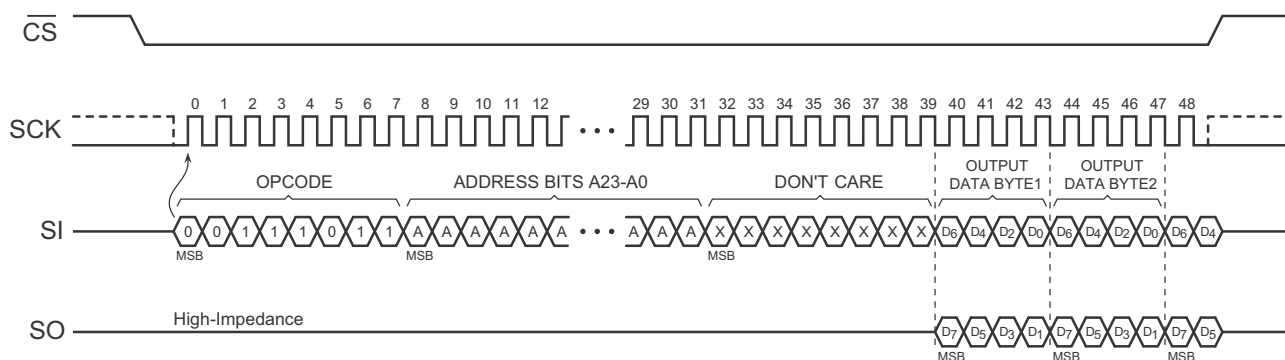 CS
SCK
0 1 2 3 4 5 6 7 8 9 10 11 12 29 30 31 32 33 34 35 36 37 38 39 40 41 42 43 44 45 46 47 48
OPCODE
ADDRESS BITS A23-A0
DON'T CARE
OUTPUT
DATA BYTE1
OUTPUT
DATA BYTE2
SI
0 0 1 1 1 0 1 1 A A A A A A A A A X X X X X X X X D6 D4 D2 D0 D6 D4 D2 D0 D6 D4
MSB MSB MSB
SO
High-Impedance
D7 D5 D3 D1 D7 D5 D3 D1 D7 D5
MSB MSB MSB